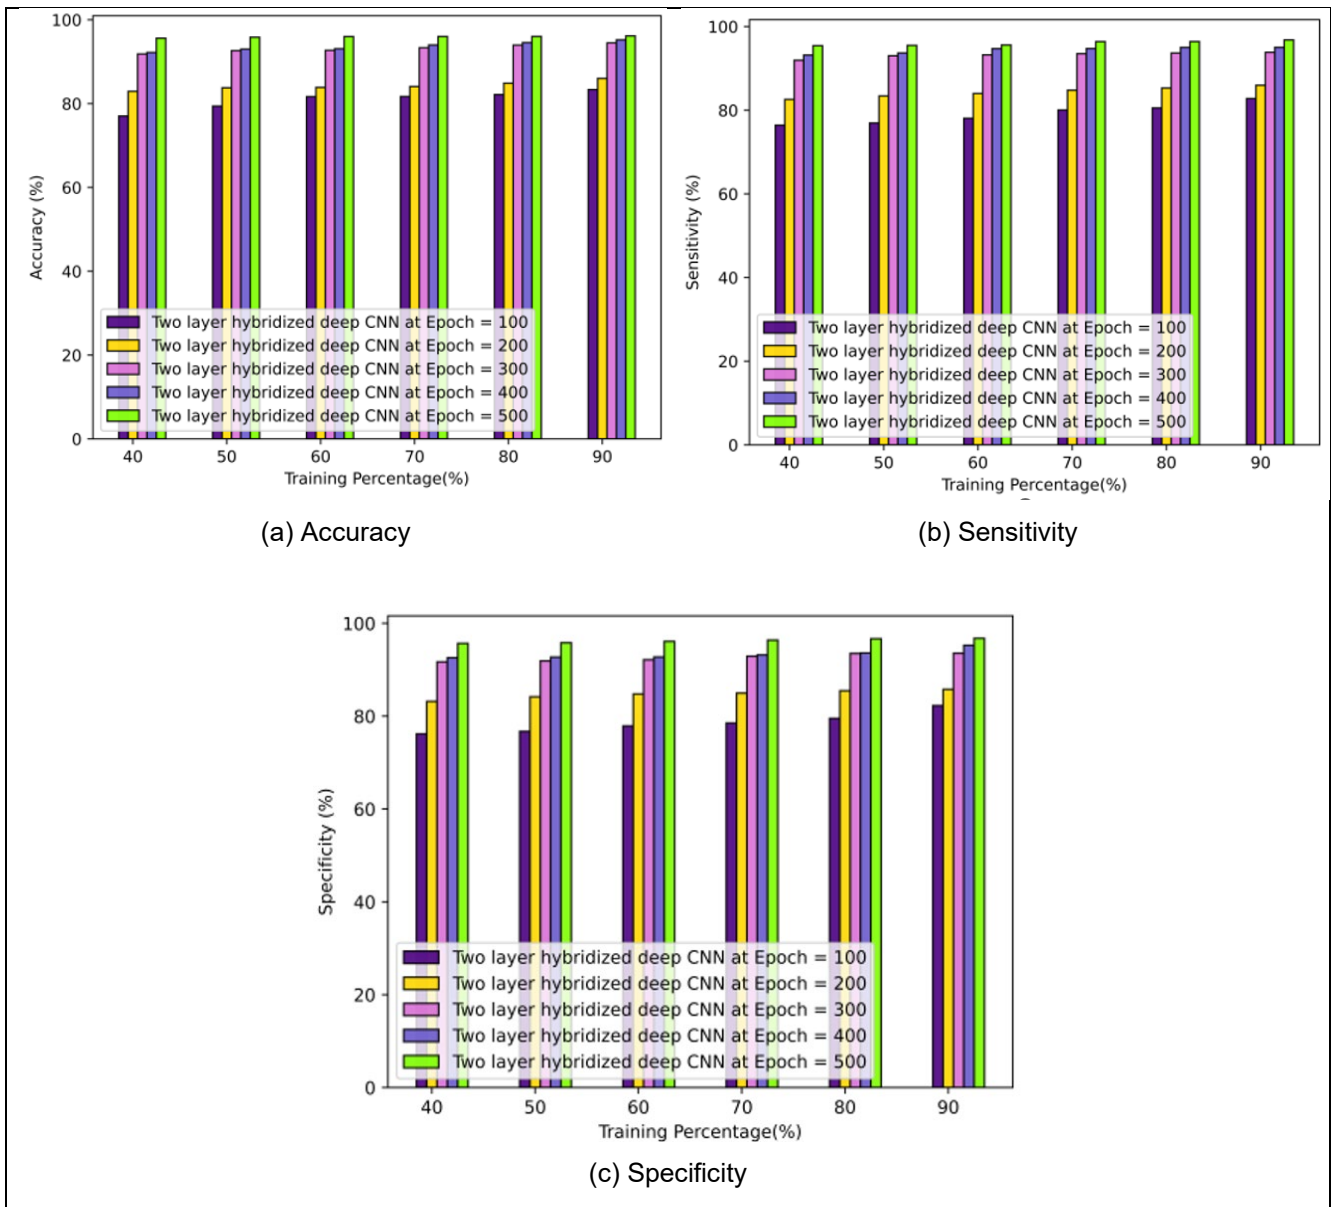 100
80
60
40
20
0
Accuracy (%)
Two layer hybridized deep CNN at Epoch = 100
Two layer hybridized deep CNN at Epoch = 200
Two layer hybridized deep CNN at Epoch = 300
Two layer hybridized deep CNN at Epoch = 400
Two layer hybridized deep CNN at Epoch = 500
40 50 60 70 80 90
Training Percentage(%)
(a) Accuracy
100
80
60
40
20
0
Sensitivity (%)
Two layer hybridized deep CNN at Epoch = 100
Two layer hybridized deep CNN at Epoch = 200
Two layer hybridized deep CNN at Epoch = 300
Two layer hybridized deep CNN at Epoch = 400
Two layer hybridized deep CNN at Epoch = 500
40 50 60 70 80 90
Training Percentage(%)
(b) Sensitivity
100
80
60
40
20
0
Specificity (%)
Two layer hybridized deep CNN at Epoch = 100
Two layer hybridized deep CNN at Epoch = 200
Two layer hybridized deep CNN at Epoch = 300
Two layer hybridized deep CNN at Epoch = 400
Two layer hybridized deep CNN at Epoch = 500
40 50 60 70 80 90
Training Percentage(%)
(c) Specificity